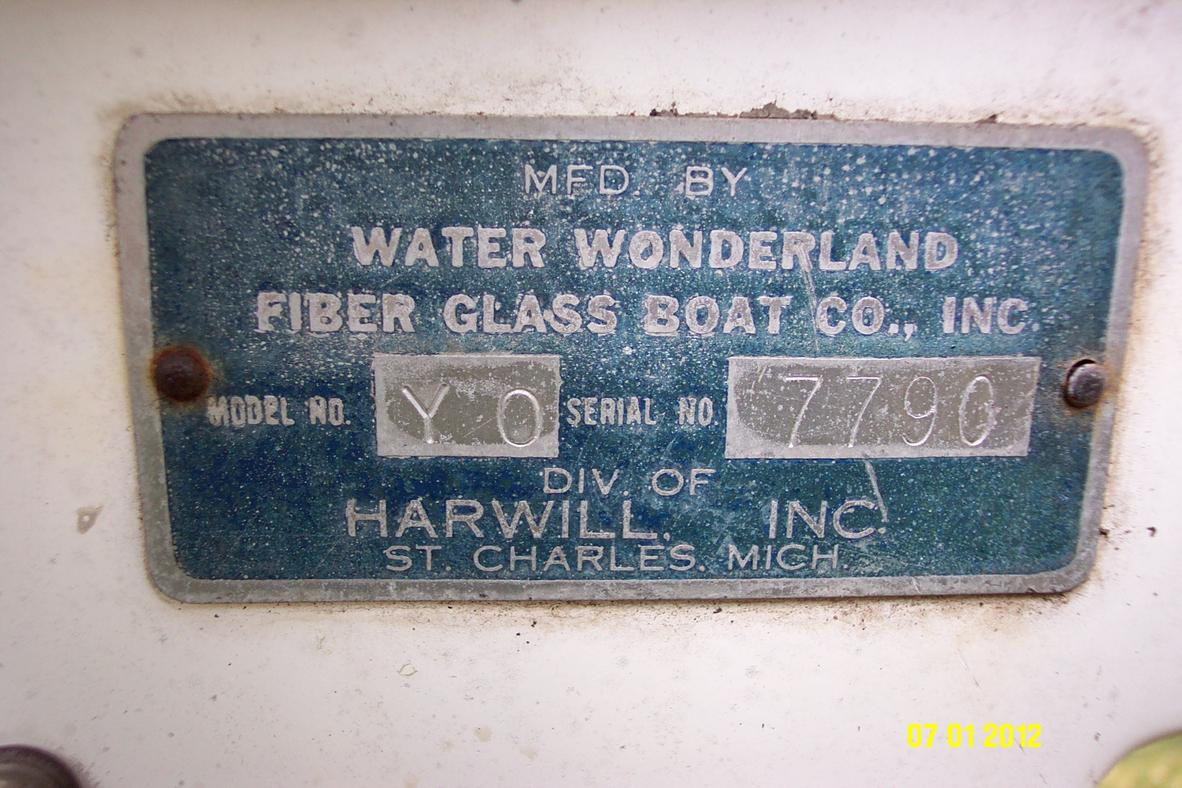 MFD. BY
WATER WONDERLAND
FIBER GLASS BOAT CO., INC.
MODEL NO. Y O SERIAL NO. 7790
DIV. OF
HARWILL, INC.
ST. CHARLES, MICH.
07 01 2012